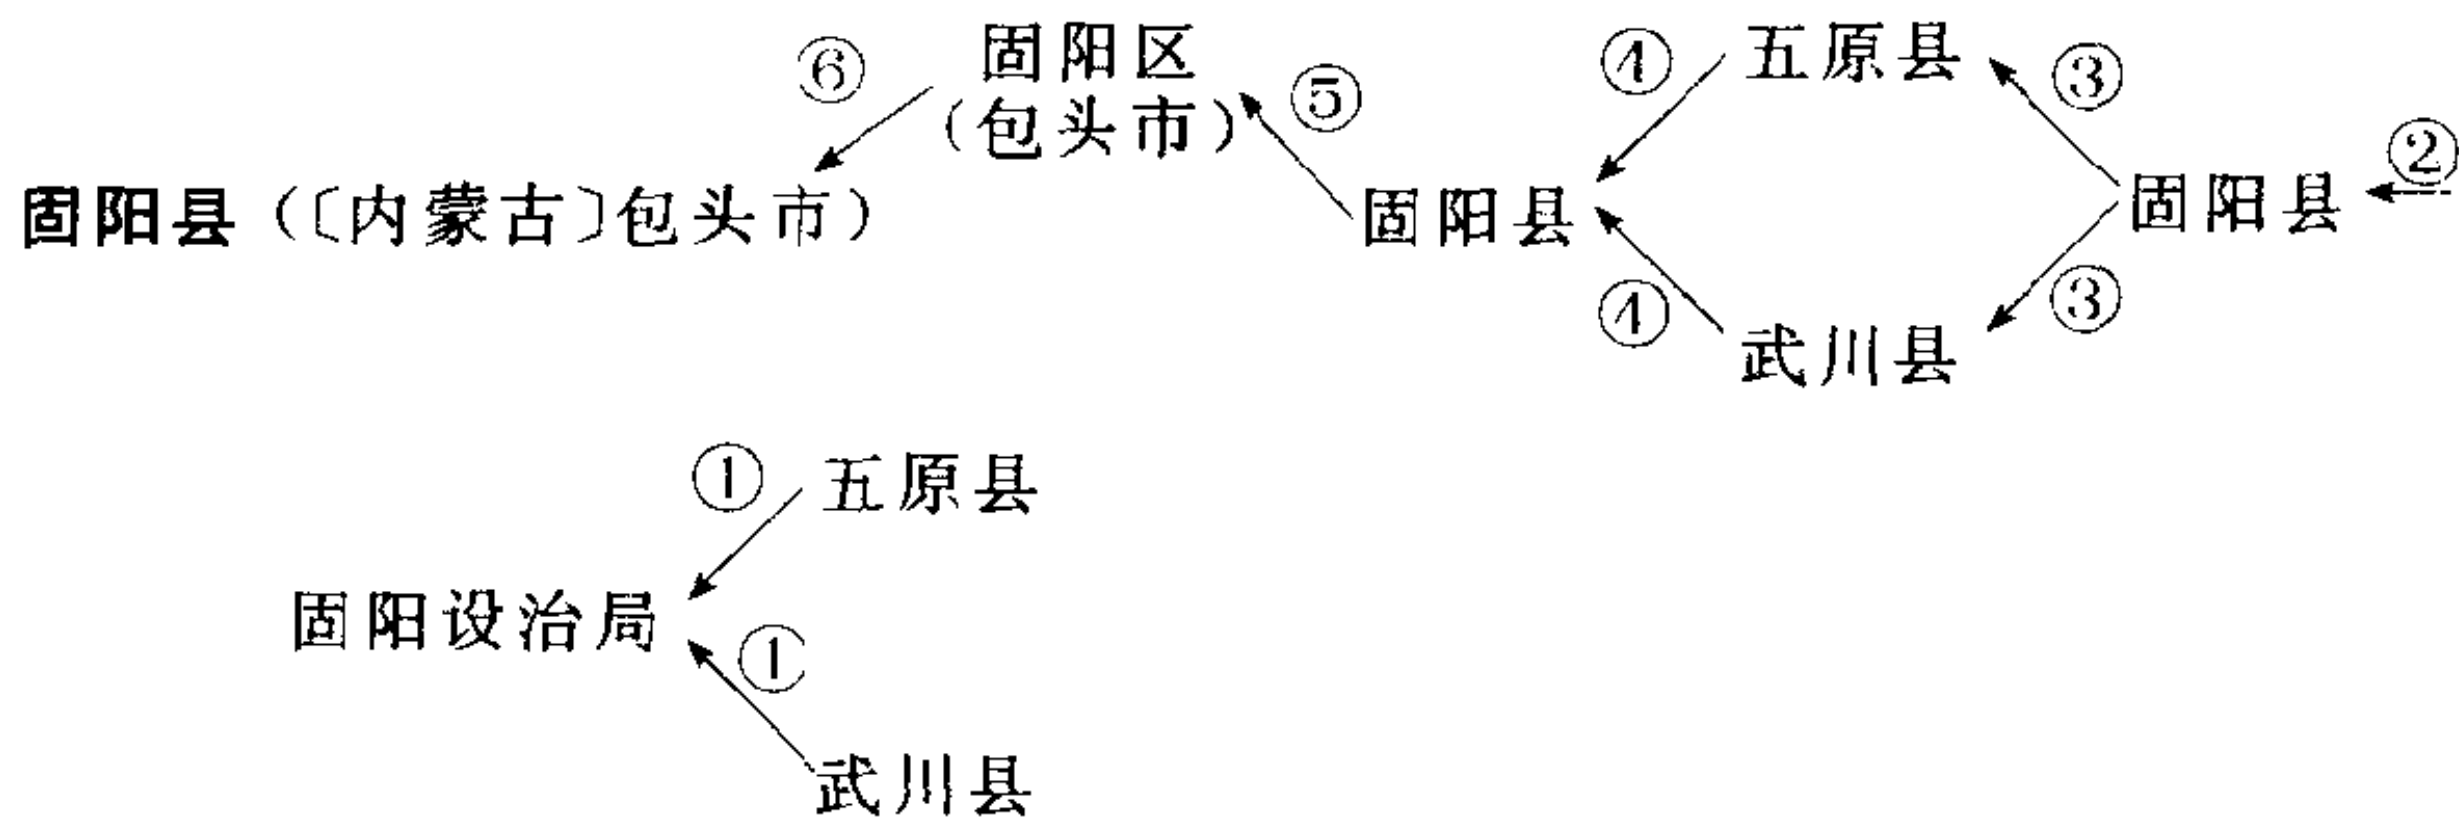 ⑥
固阳区
(包头市)
⑤
④
五原县
③
②
固阳县(〔内蒙古〕包头市)
固阳县
固阳县
④
武川县
③
①
五原县
固阳设治局
①
武川县